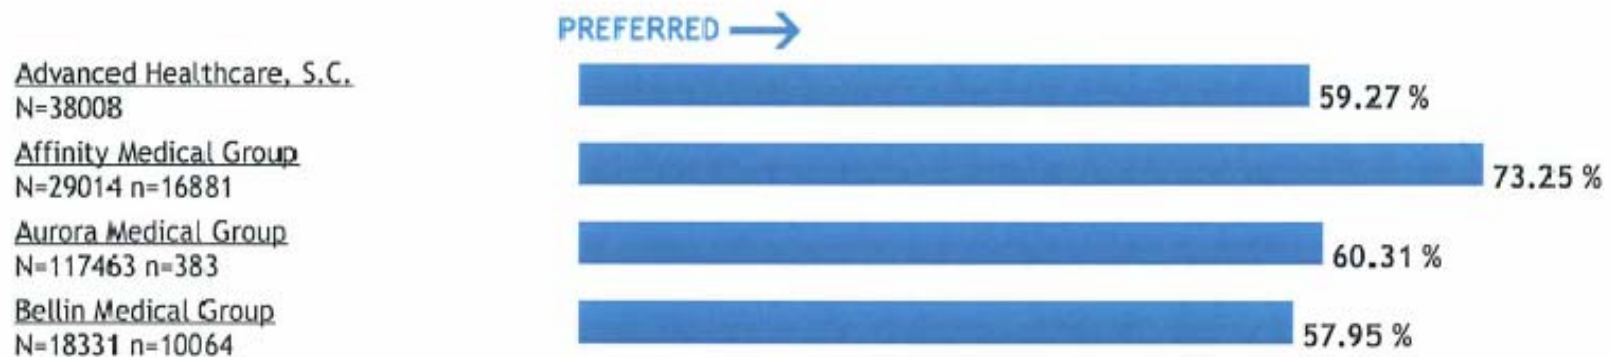 PREFERRED
Advanced Healthcare, S.C.
N=38008
59.27 %
Affinity Medical Group
N=29014 n=16881
73.25 %
Aurora Medical Group
N=117463 n=383
60.31 %
Bellin Medical Group
N=18331 n=10064
57.95 %